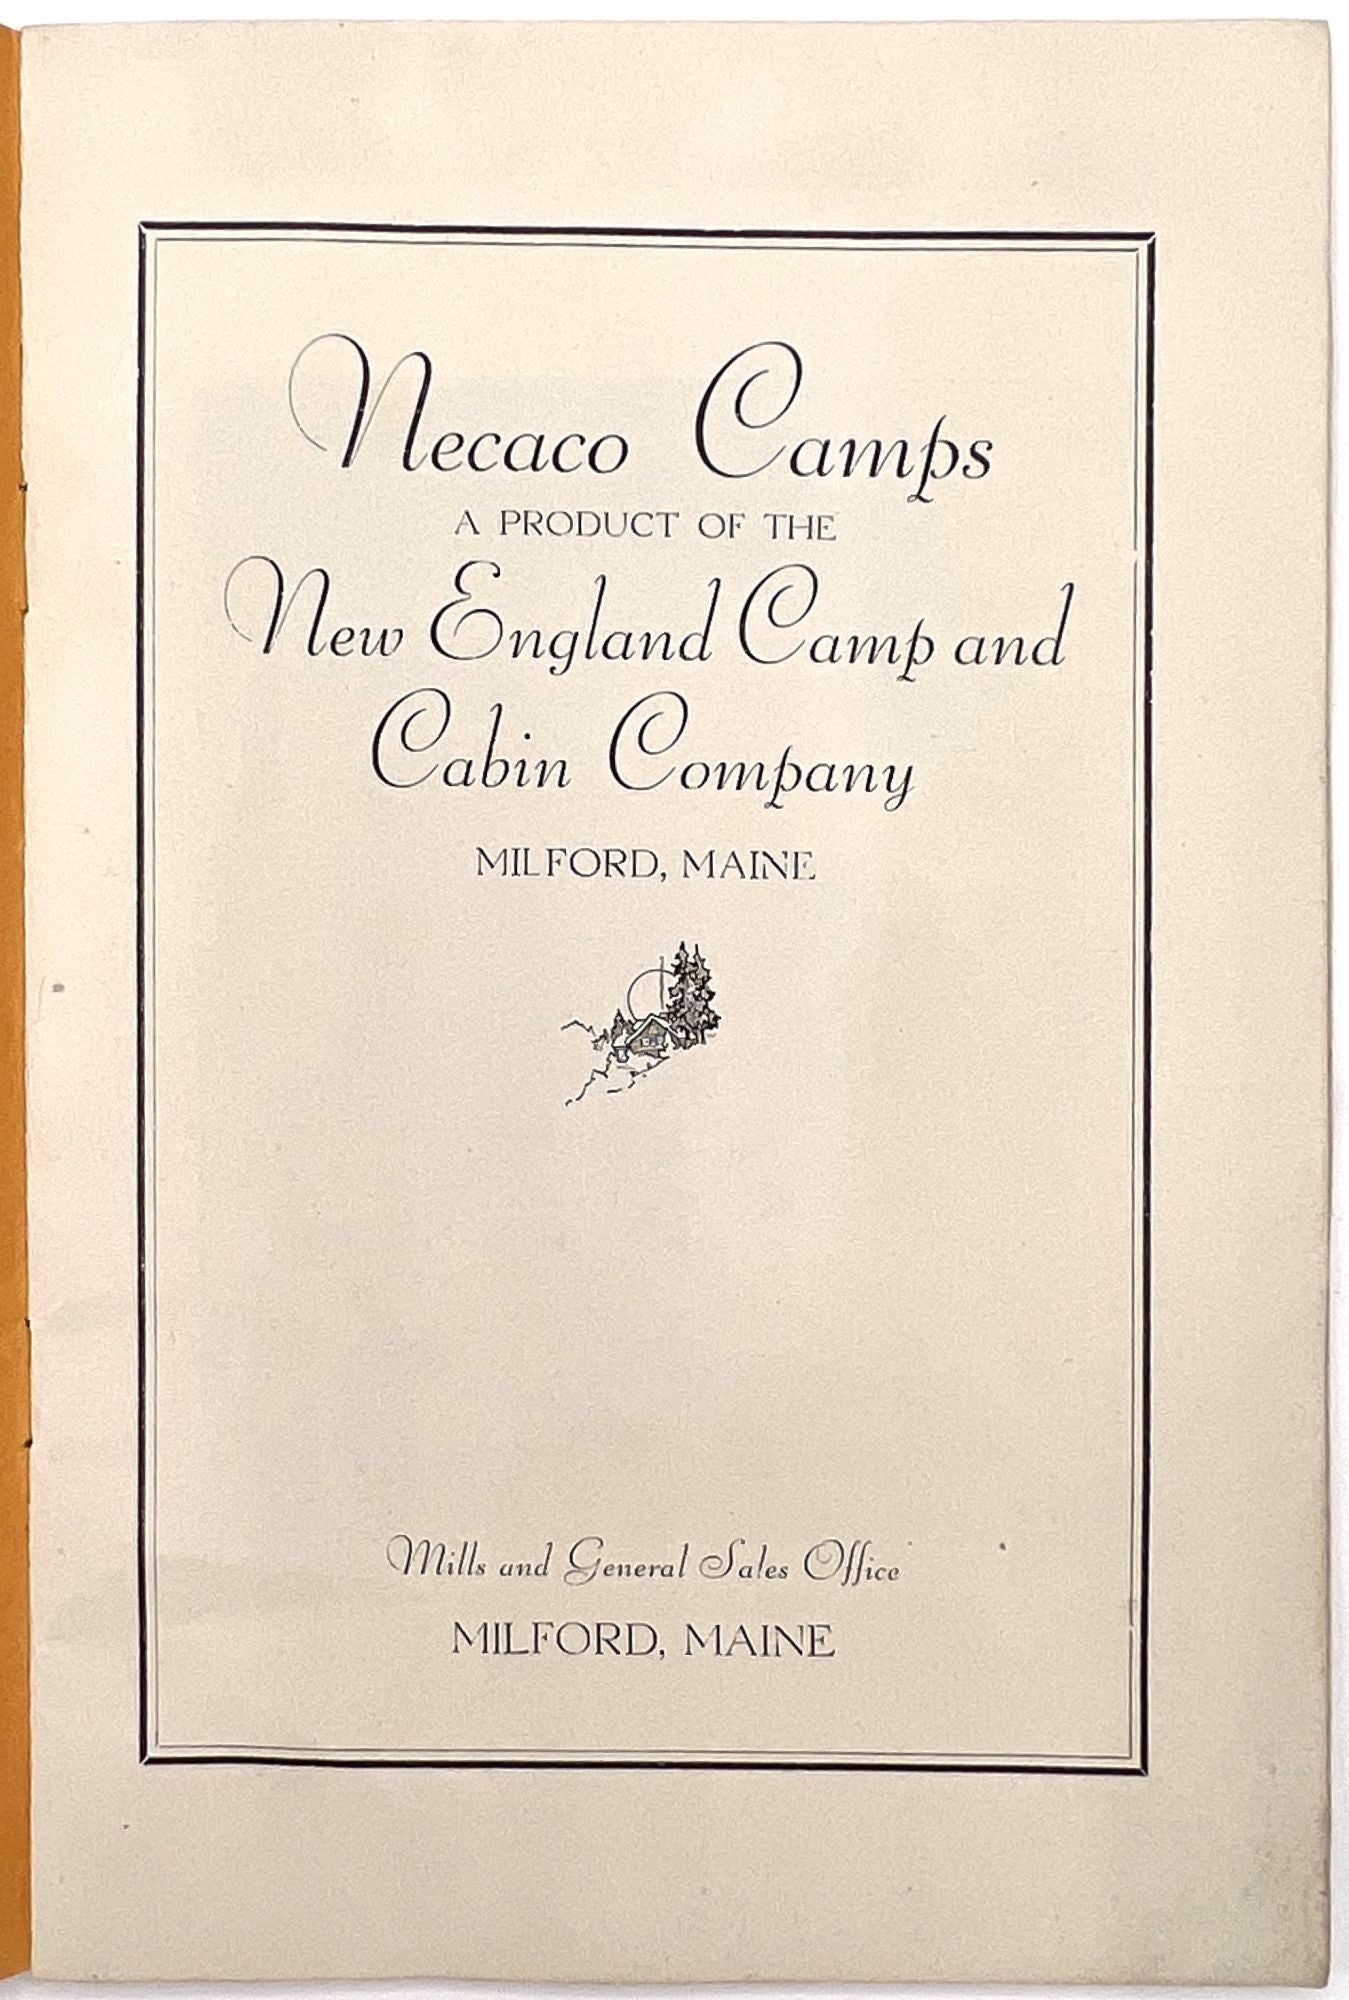 Necaco Camps
A PRODUCT OF THE
New England Camp and
Cabin Company
MILFORD, MAINE
Mills and General Sales Office
MILFORD, MAINE